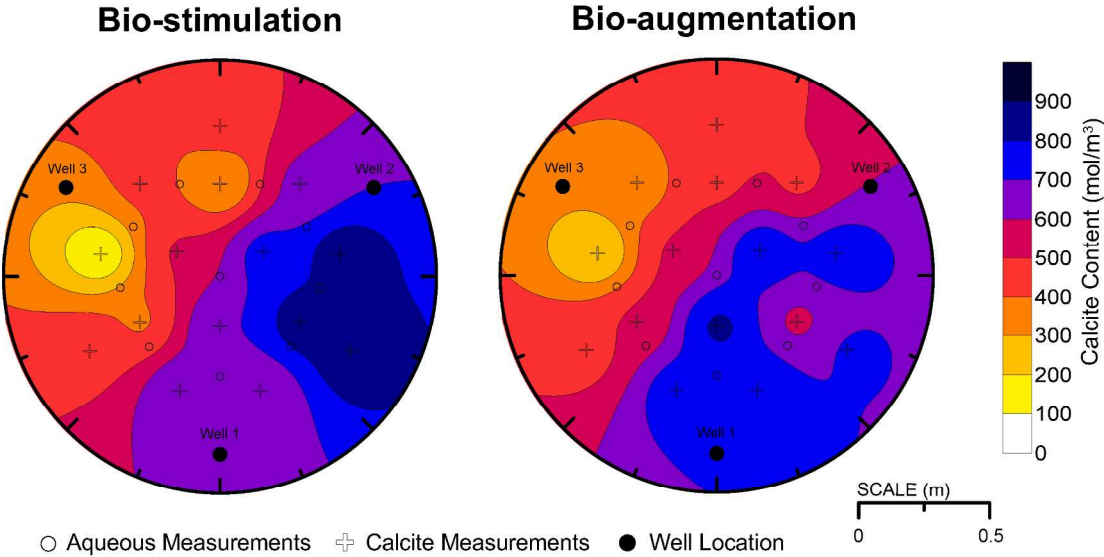 Bio-stimulation
Bio-augmentation
Well 3
Well 2
Well 1
Well 3
Well 2
Well 1
900
800
700
600
500
400
300
200
100
0
Calcite Content (mol/m³)
SCALE (m)
0 0.5
Aqueous Measurements Calcite Measurements Well Location